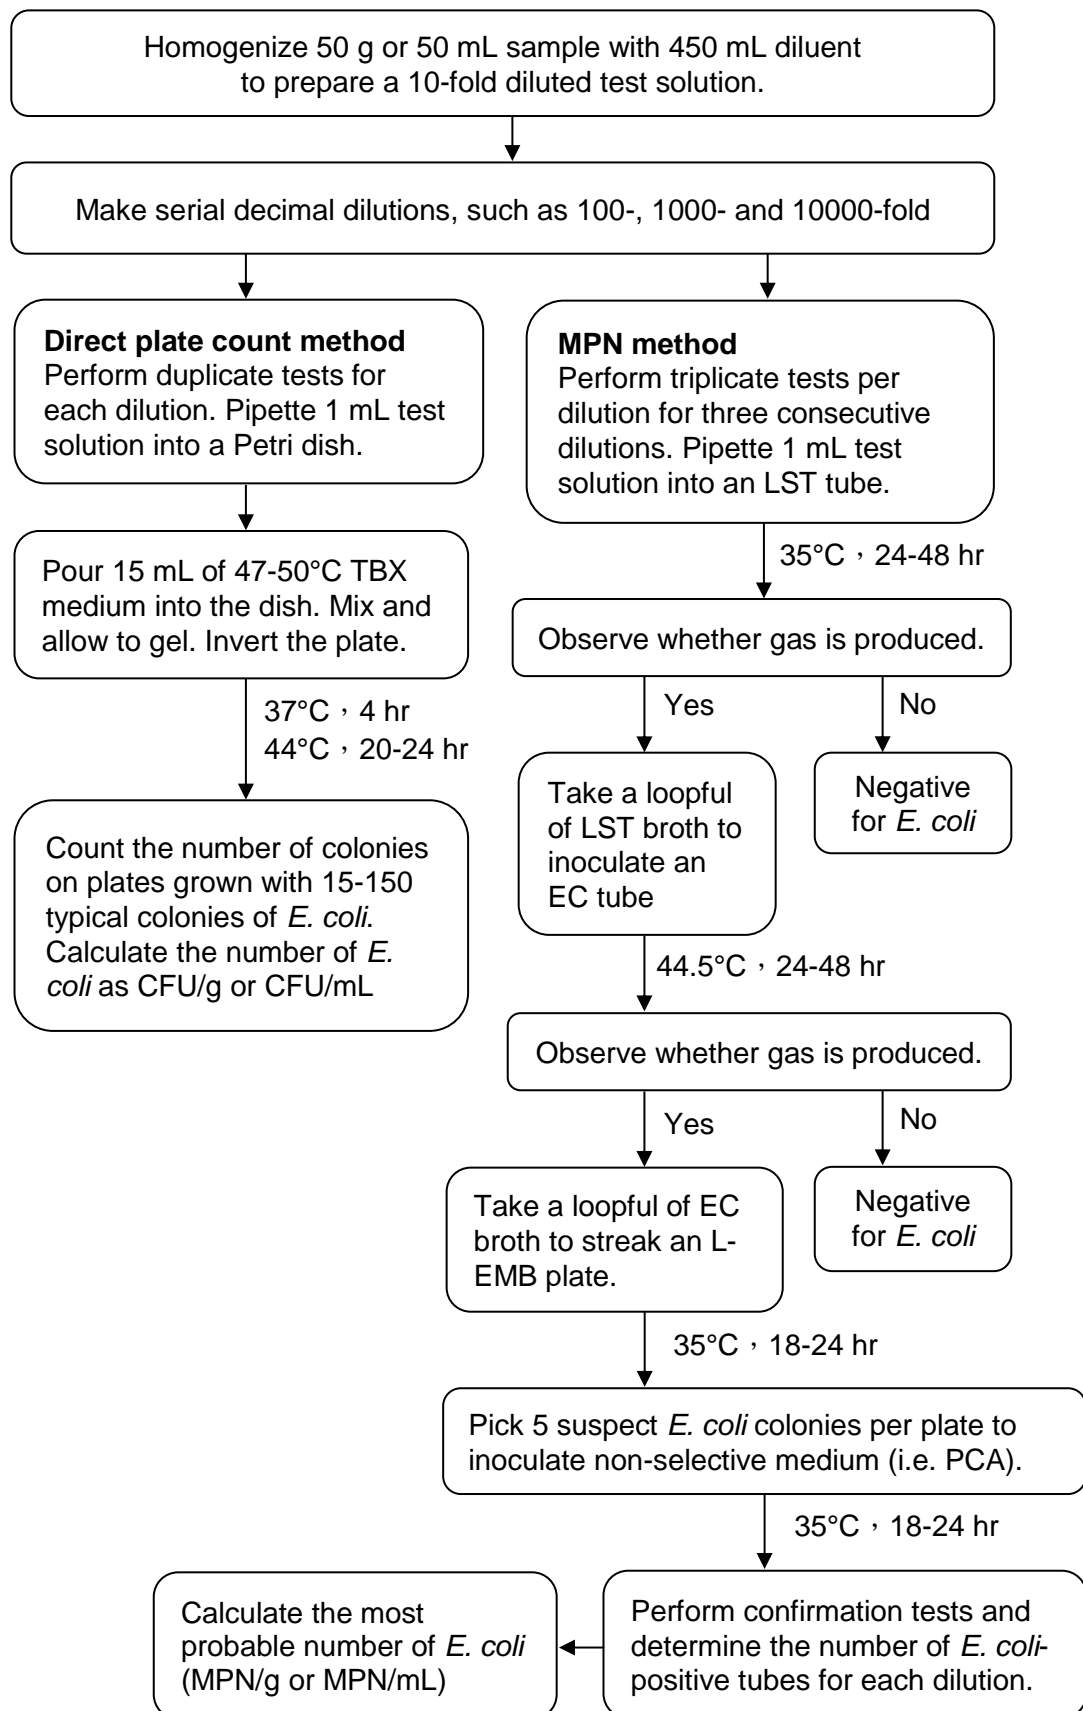 Homogenize 50 g or 50 mL sample with 450 mL diluent
to prepare a 10-fold diluted test solution.
Make serial decimal dilutions, such as 100-, 1000- and 10000-fold
Direct plate count method
Perform duplicate tests for
each dilution. Pipette 1 mL test
solution into a Petri dish.
MPN method
Perform triplicate tests per
dilution for three consecutive
dilutions. Pipette 1 mL test
solution into an LST tube.
Pour 15 mL of 47-50°C TBX
medium into the dish. Mix and
allow to gel. Invert the plate.
35°C，24-48 hr
Observe whether gas is produced.
37°C，4 hr
44°C，20-24 hr
Yes
No
Take a loopful
of LST broth to
inoculate an
EC tube
Negative
for E. coli
Count the number of colonies
on plates grown with 15-150
typical colonies of E. coli.
Calculate the number of E.
coli as CFU/g or CFU/mL
44.5°C，24-48 hr
Observe whether gas is produced.
Yes
No
Take a loopful of EC
broth to streak an L-
EMB plate.
Negative
for E. coli
35°C，18-24 hr
Pick 5 suspect E. coli colonies per plate to
inoculate non-selective medium (i.e. PCA).
35°C，18-24 hr
Perform confirmation tests and
determine the number of E. coli-
positive tubes for each dilution.
Calculate the most
probable number of E. coli
(MPN/g or MPN/mL)